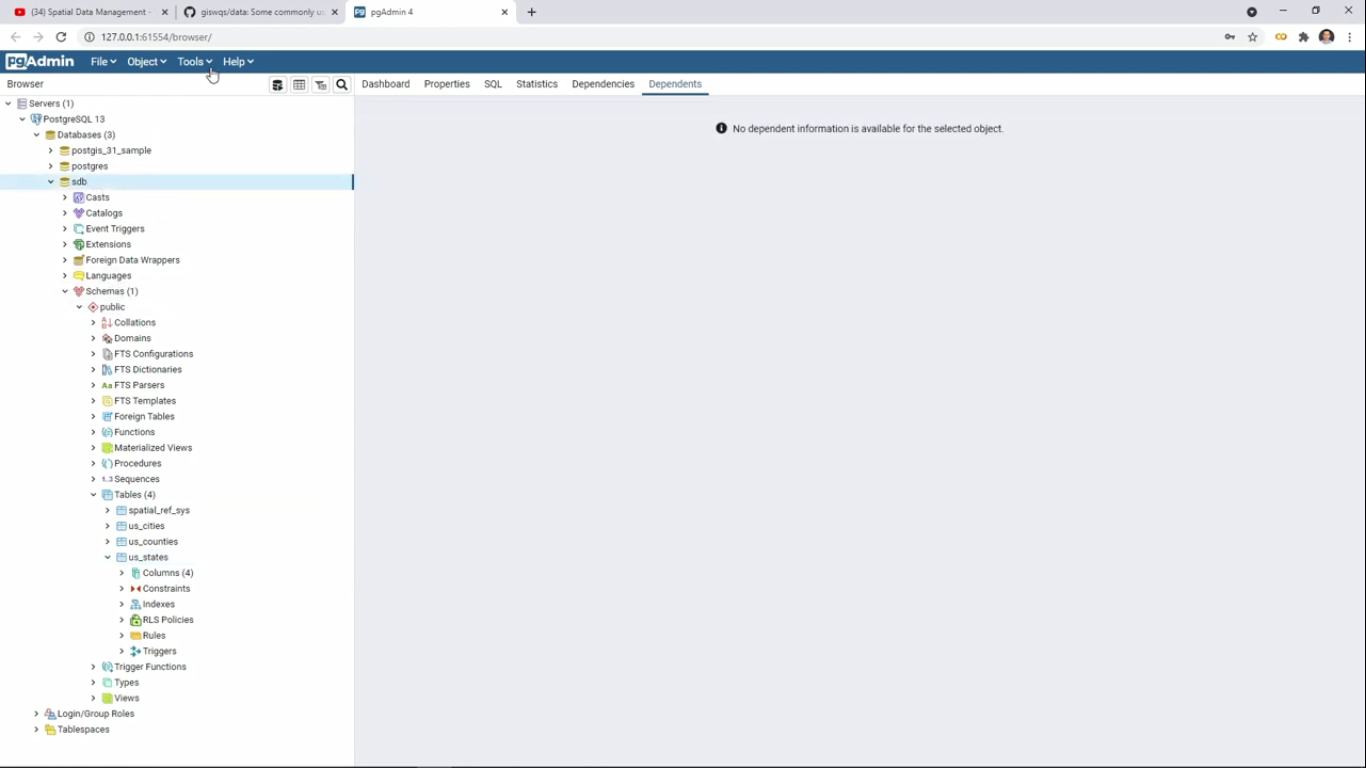 (34) Spatial Data Management -
giswqs/data: Some commonly u
pgAdmin 4
127.0.0.1:61554/browser/
pgAdmin File Object Tools Help
Browser
Dashboard Properties SQL Statistics Dependencies Dependents
No dependent information is available for the selected object.
Servers (1)
PostgreSQL 13
Databases (3)
postgis_31_sample
postgres
sdb
Casts
Catalogs
Event Triggers
Extensions
Foreign Data Wrappers
Languages
Schemas (1)
public
Collations
Domains
FTS Configurations
FTS Dictionaries
Aa FTS Parsers
FTS Templates
Foreign Tables
Functions
Materialized Views
Procedures
1..3 Sequences
Tables (4)
spatial_ref_sys
us_cities
us_counties
us_states
Columns (4)
Constraints
Indexes
RLS Policies
Rules
Triggers
Trigger Functions
Types
Views
Login/Group Roles
Tablespaces